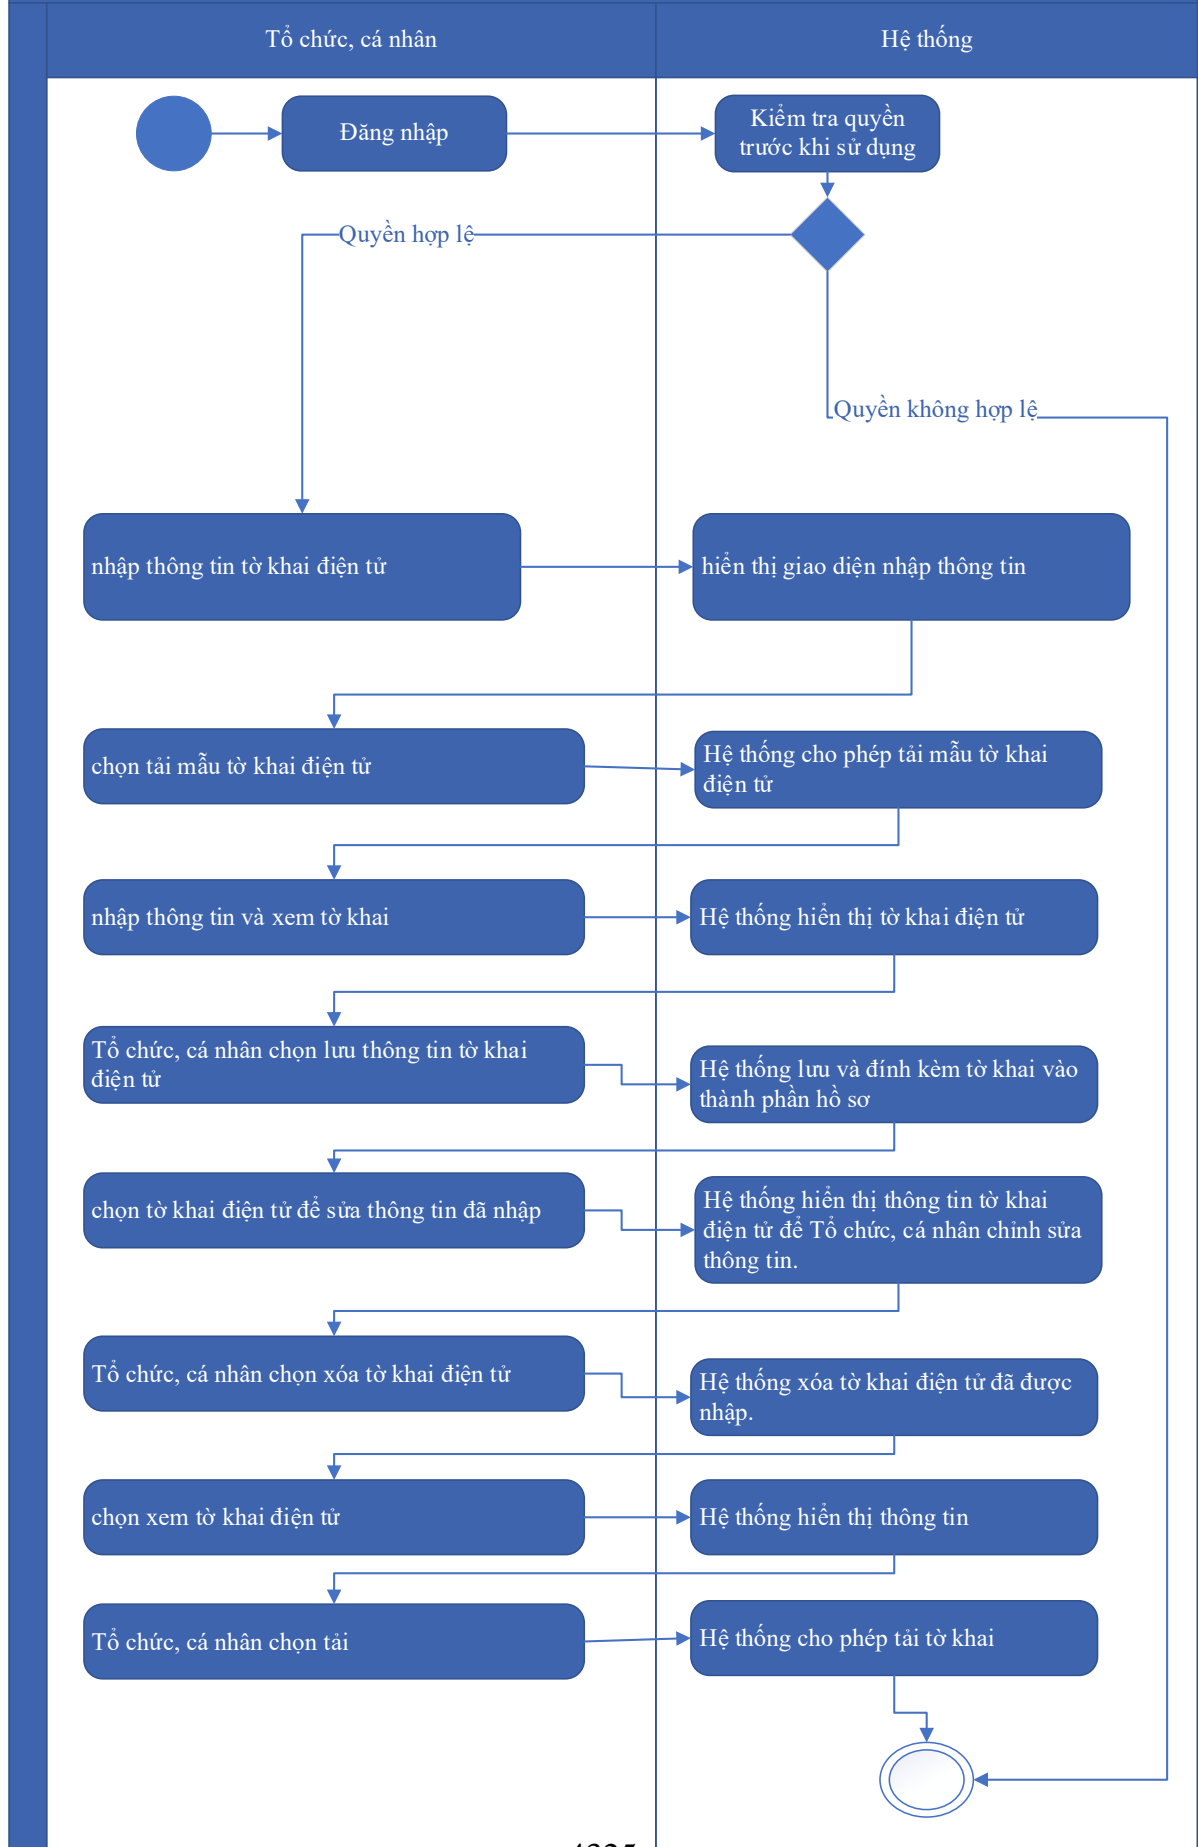 Tổ chức, cá nhân
Hệ thống
Đăng nhập
Kiểm tra quyền
trước khi sử dụng
Quyền hợp lệ
Quyền không hợp lệ
nhập thông tin tờ khai điện tử
hiển thị giao diện nhập thông tin
chọn tải mẫu tờ khai điện tử
Hệ thống cho phép tải mẫu tờ khai
điện tử
nhập thông tin và xem tờ khai
Hệ thống hiển thị tờ khai điện tử
Tổ chức, cá nhân chọn lưu thông tin tờ khai
điện tử
Hệ thống lưu và đính kèm tờ khai vào
thành phần hồ sơ
chọn tờ khai điện tử để sửa thông tin đã nhập
Hệ thống hiển thị thông tin tờ khai
điện tử để Tổ chức, cá nhân chỉnh sửa
thông tin.
Tổ chức, cá nhân chọn xóa tờ khai điện tử
Hệ thống xóa tờ khai điện tử đã được
nhập.
chọn xem tờ khai điện tử
Hệ thống hiển thị thông tin
Tổ chức, cá nhân chọn tải
Hệ thống cho phép tải tờ khai